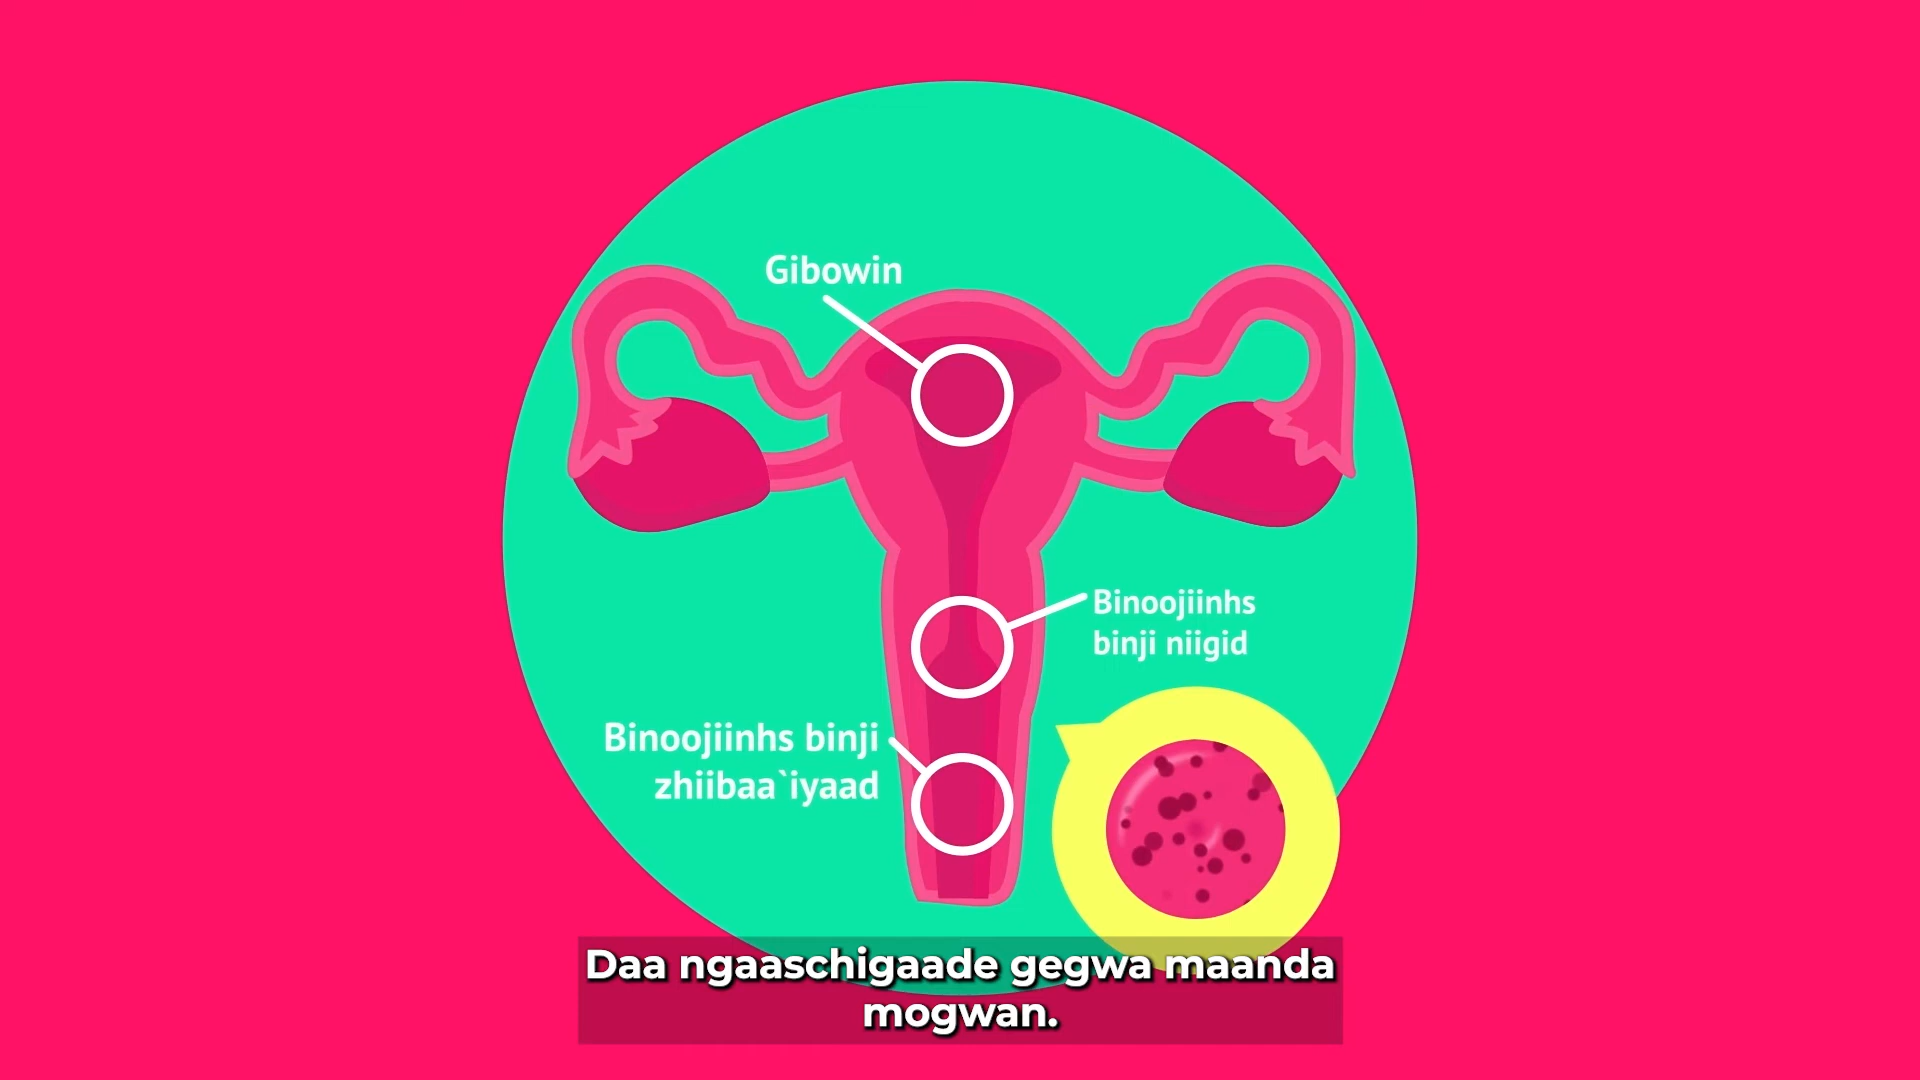 Gibowin
Binoojiinhs
binji niigid
Binoojiinhs binji
zhiibaa`iyaad
Daa ngaaschigaade gegwa maanda
mogwan.